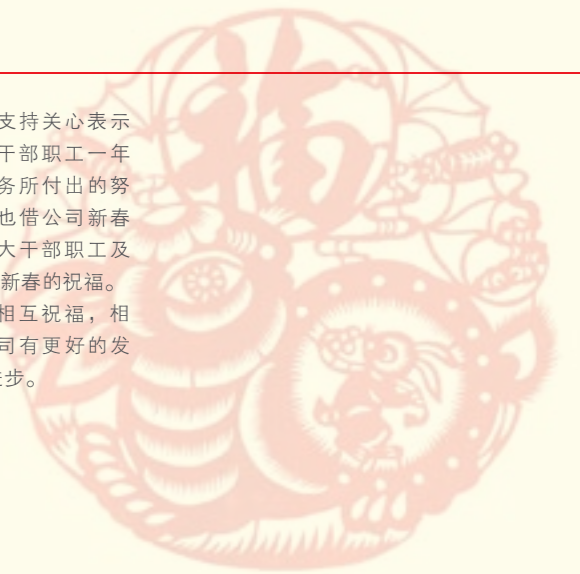 福
支持关心表示
干部职工一年
务所付出的努
也借公司新春
大干部职工及
新春的祝福。
相互祝福，相
司有更好的发
步。